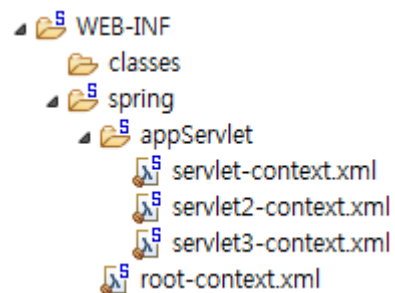 WEB-INF
classes
spring
appServlet
servlet-context.xml
servlet2-context.xml
servlet3-context.xml
root-context.xml